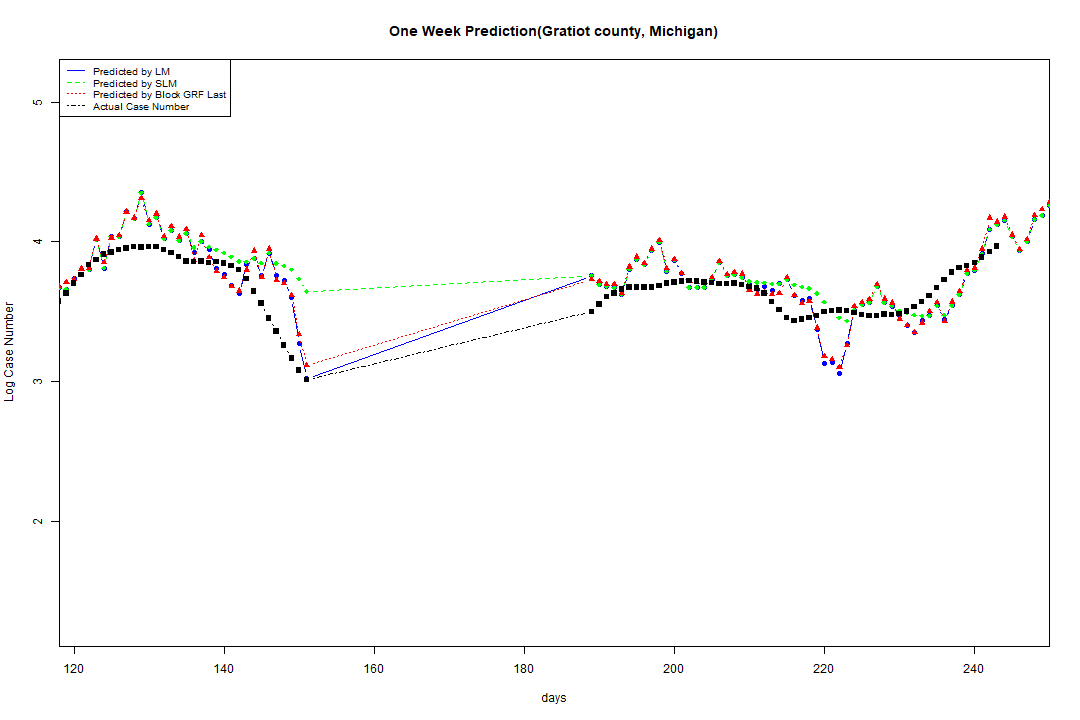 One Week Prediction(Gratiot county, Michigan)
Predicted by LM
Predicted by SLM
Predicted by Block GRF Last
Actual Case Number
5
4
3
2
Log Case Number
120 140 160 180 200 220 240
days